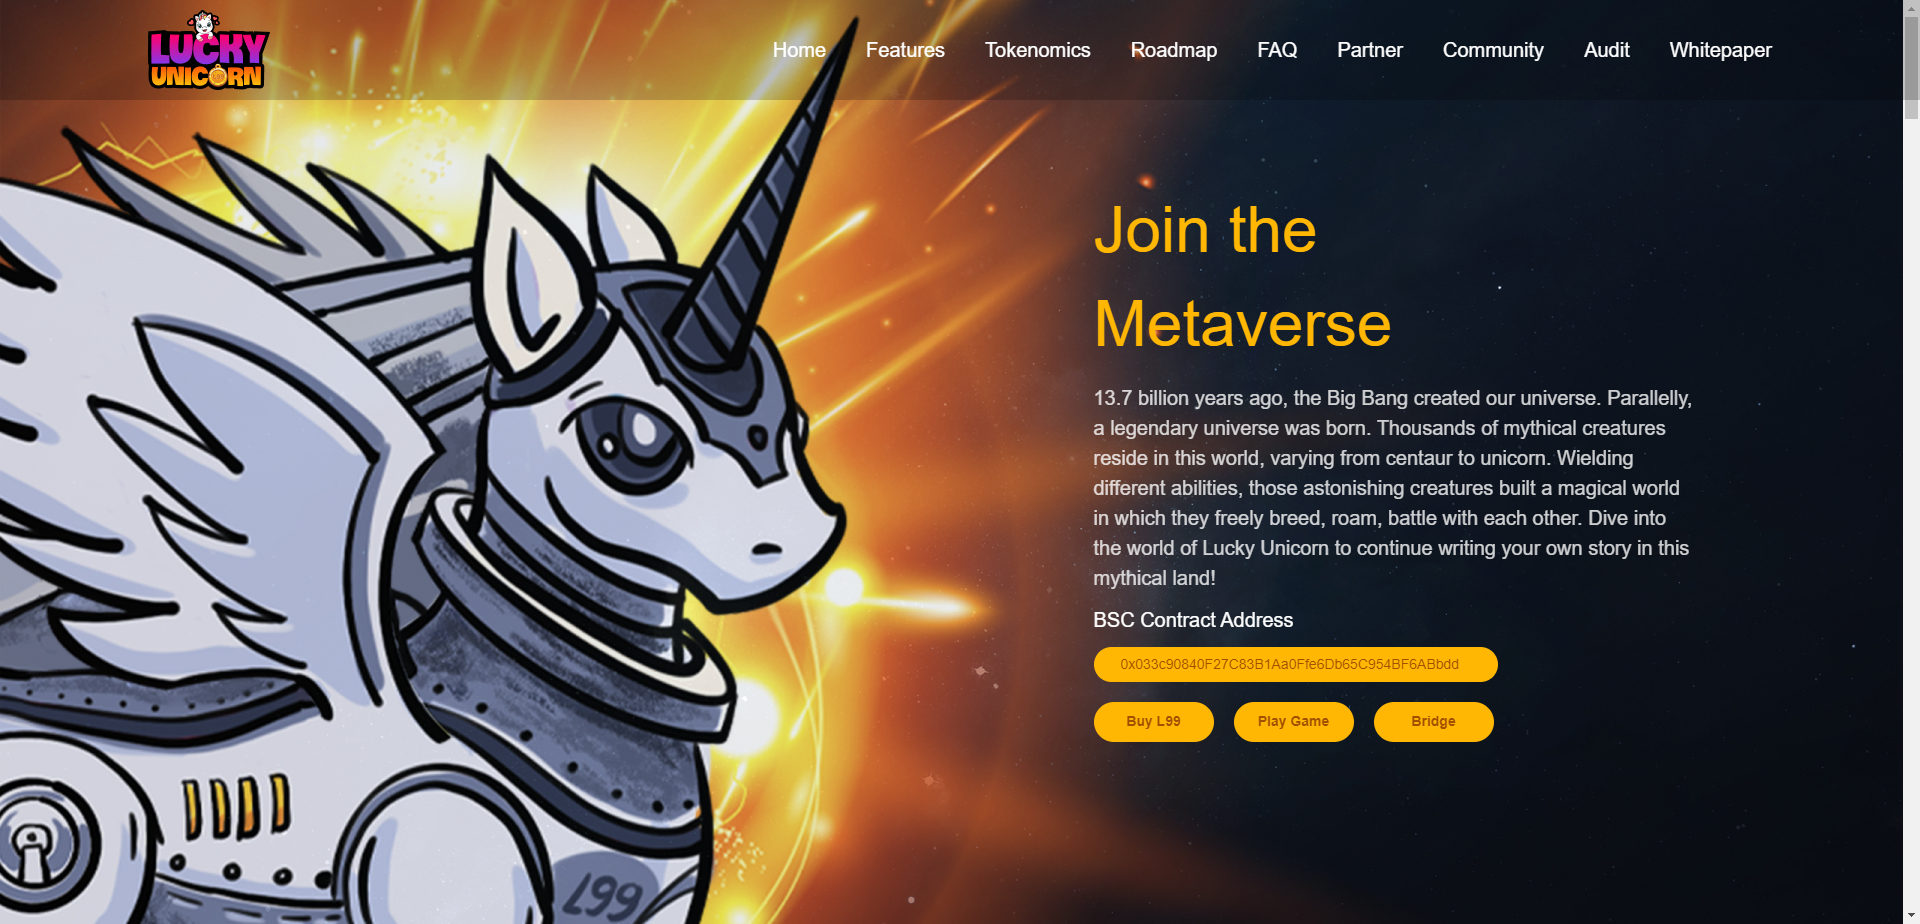 LUCKY
UNICORN
Home Features Tokenomics Roadmap FAQ Partner Community Audit Whitepaper
Join the
Metaverse
13.7 billion years ago, the Big Bang created our universe. Parallelly,
a legendary universe was born. Thousands of mythical creatures
reside in this world, varying from centaur to unicorn. Wielding
different abilities, those astonishing creatures built a magical world
in which they freely breed, roam, battle with each other. Dive into
the world of Lucky Unicorn to continue writing your own story in this
mythical land!
BSC Contract Address
0x033c90840F27C83B1Aa0Ffe6Db65C954BF6ABbdd
Buy L99 Play Game Bridge
L99